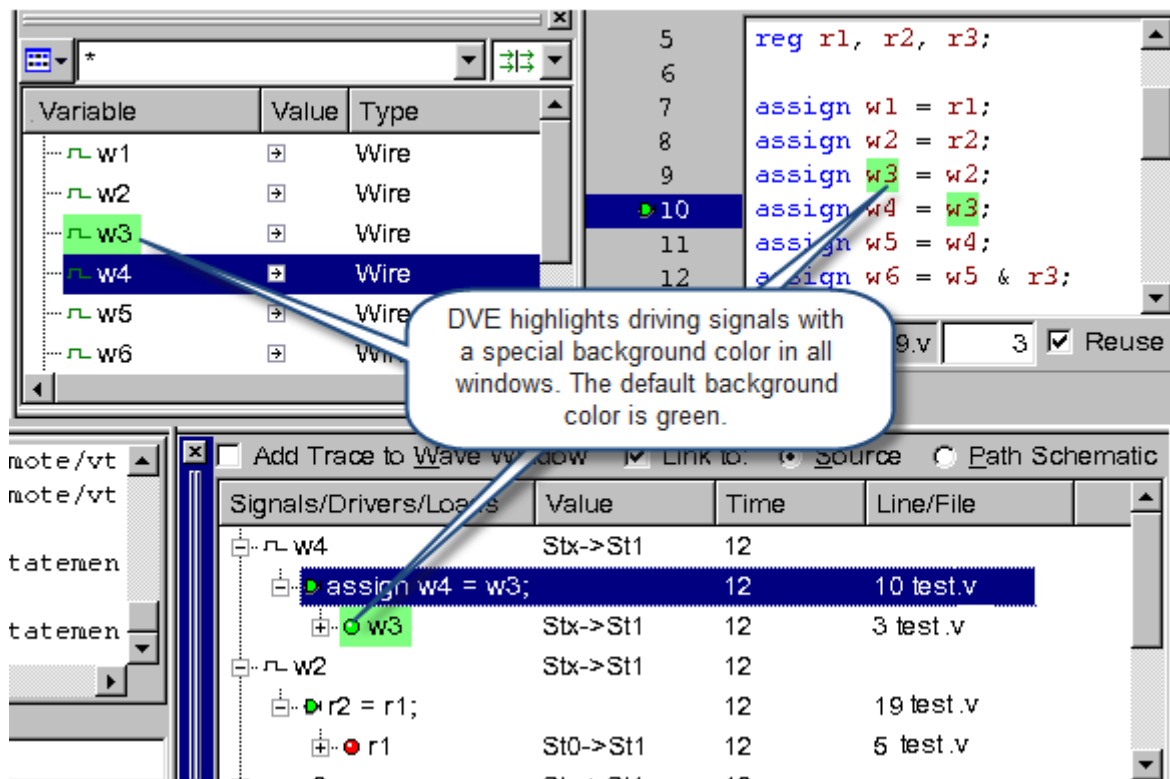 *
Variable Value Type
w1 Wire
w2 Wire
w3 Wire
w4 Wire
w5 Wire
w6
5 reg r1, r2, r3;
6
7 assign w1 = r1;
8 assign w2 = r2;
9 assign w3 = w2;
10 assign w4 = w3;
11 assign w5 = w4;
12 assign w6 = w5 & r3;
9.v 3 Reuse
DVE highlights driving signals with
a special background color in all
windows. The default background
color is green.
mote/vt
mote/vt
tatemen
tatemen
Add Trace to Wave Window Link to: Source Path Schematic
Signals/Drivers/Loads Value Time Line/File
w4 Stx->St1 12
assign w4 = w3; 12 10 test.v
w3 Stx->St1 12 3 test.v
w2 Stx->St1 12
r2 = r1; 12 19 test.v
r1 St0->St1 12 5 test.v